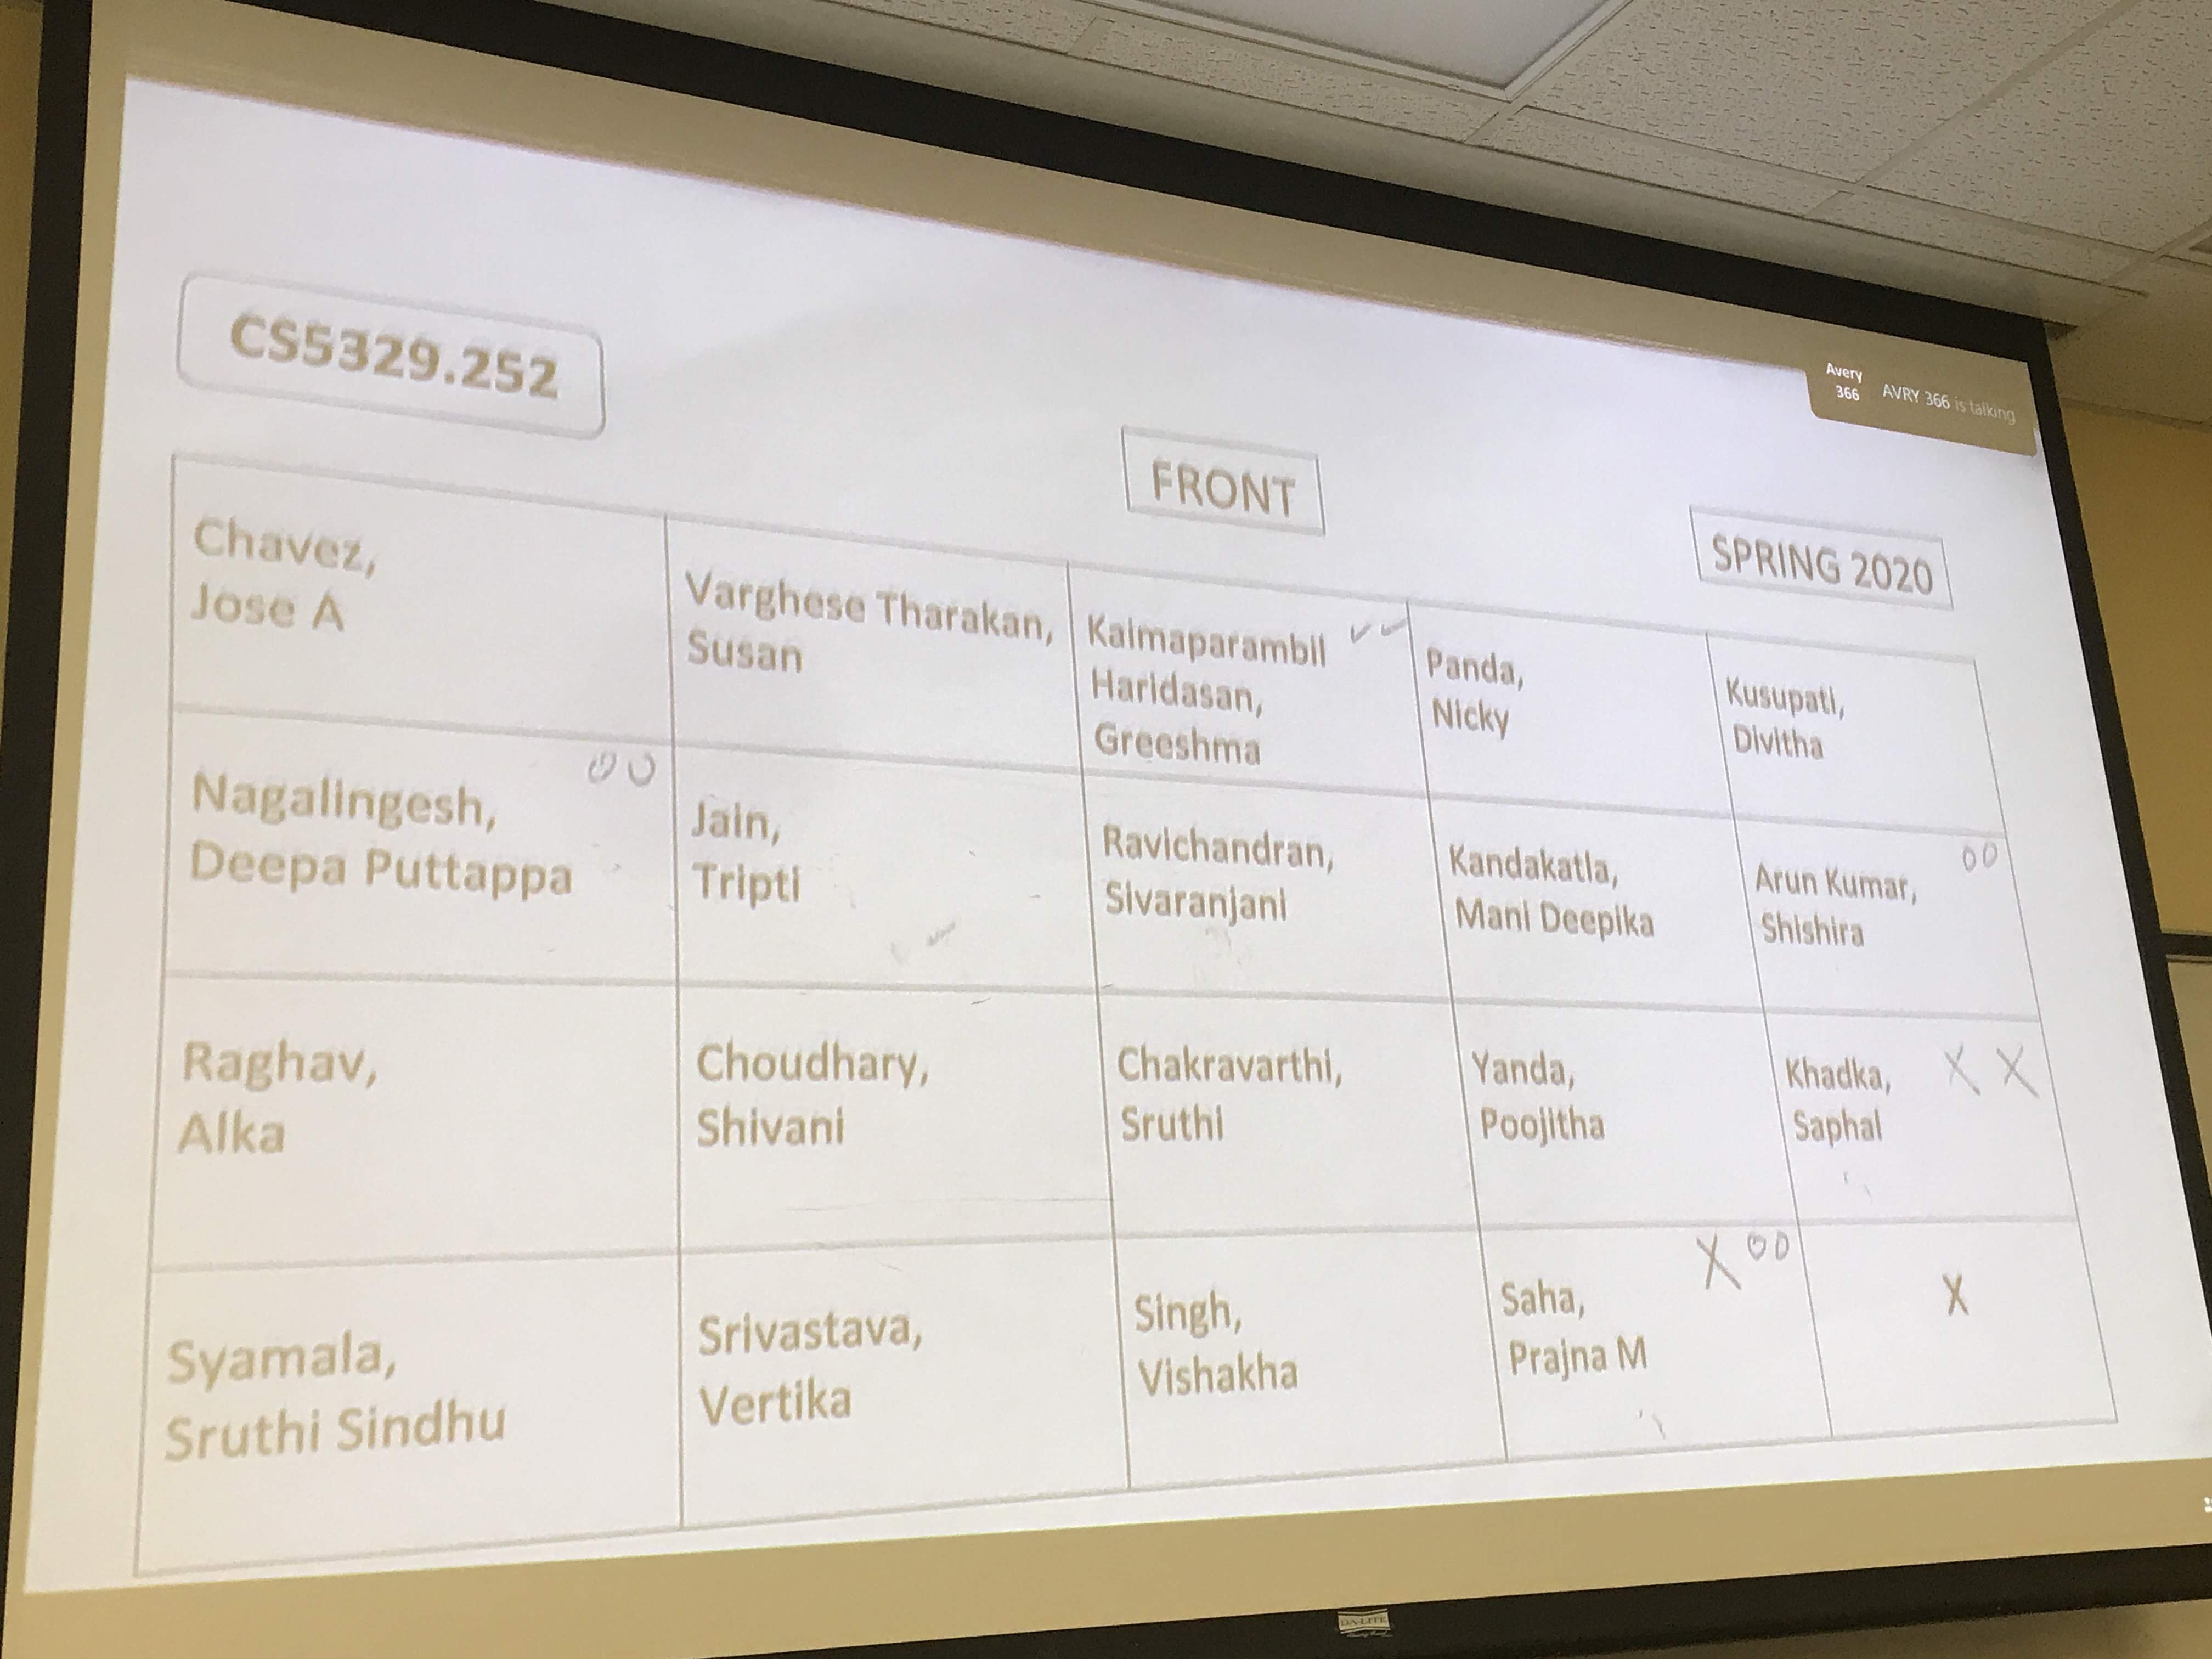 CS5329.252
Avery
366
AVRY 366 is talking
FRONT
SPRING 2020
Chavez,
Jose A
Varghese Tharakan,
Susan
Kaimaparambil
Haridasan,
Greeshma
Panda,
Nicky
Kusupati,
Divitha
Nagalingesh,
Deepa Puttappa
Jain,
Tripti
Ravichandran,
Sivaranjani
Kandakatla,
Mani Deepika
Arun Kumar,
Shishira
Raghav,
Alka
Choudhary,
Shivani
Chakravarthi,
Sruthi
Yanda,
Poojitha
Khadka,
Saphal
X X
Syamala,
Sruthi Sindhu
Srivastava,
Vertika
Singh,
Vishakha
Saha,
Prajna M
X
X
DA-LITE